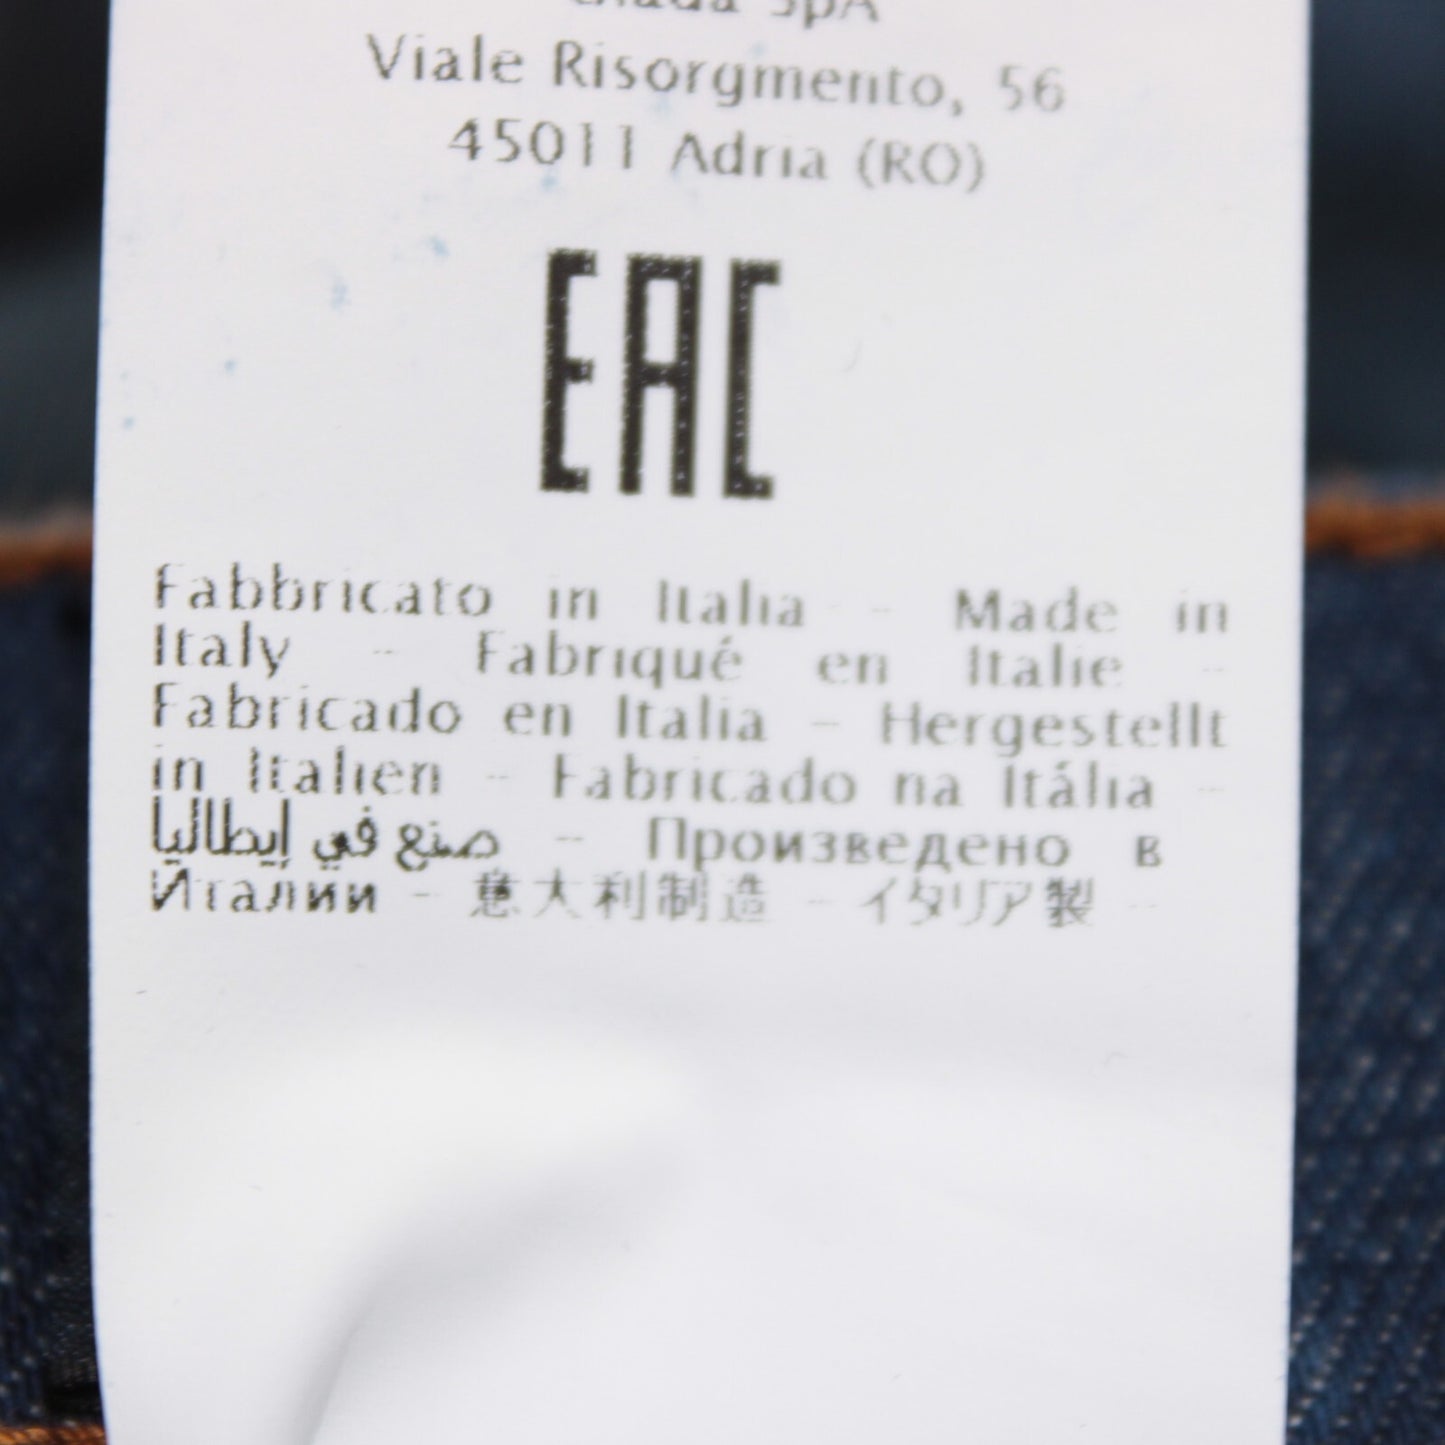 Giada SpA
Viale Risorgmento, 56
45011 Adria (RO)
EAC
Fabbricato in Italia - Made in
Italy - Fabriqué en Italie -
Fabricado en Italia - Hergestellt
in Italien - Fabricado na Itália -
صنع في إيطاليا - Произведено в
Италии - 意大利制造 - イタリア製 -